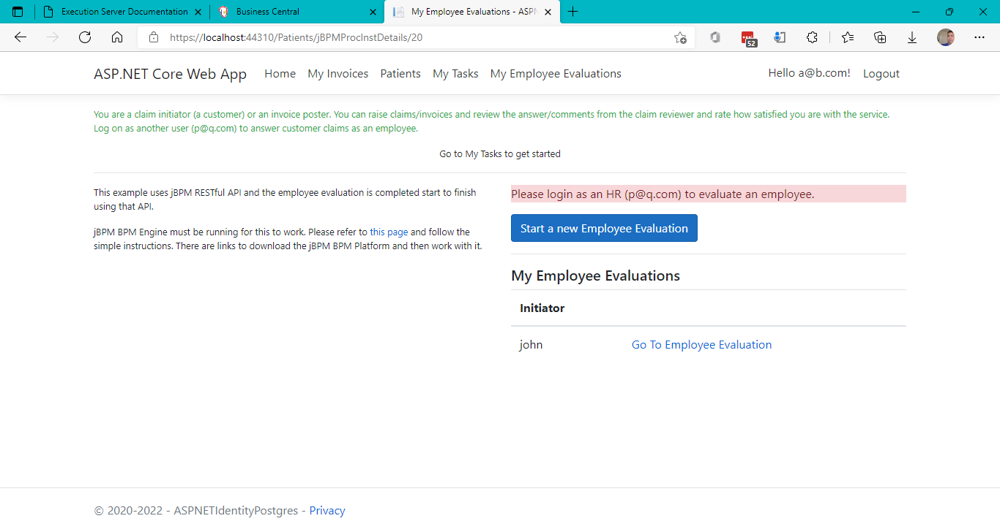 Execution Server Documentation
Business Central
My Employee Evaluations - ASPN
https://localhost:44310/Patients/jBPMProcInstDetails/20
52
ASP.NET Core Web App
Home
My Invoices
Patients
My Tasks
My Employee Evaluations
Hello a@b.com!
Logout
You are a claim initiator (a customer) or an invoice poster. You can raise claims/invoices and review the answer/comments from the claim reviewer and rate how satisfied you are with the service.
Log on as another user (p@q.com) to answer customer claims as an employee.
Go to My Tasks to get started
This example uses jBPM RESTful API and the employee evaluation is completed start to finish
using that API.
jBPM BPM Engine must be running for this to work. Please refer to this page and follow the
simple instructions. There are links to download the jBPM BPM Platform and then work with it.
Please login as an HR (p@q.com) to evaluate an employee.
Start a new Employee Evaluation
My Employee Evaluations
Initiator
john
Go To Employee Evaluation
© 2020-2022 - ASPNETIdentityPostgres - Privacy